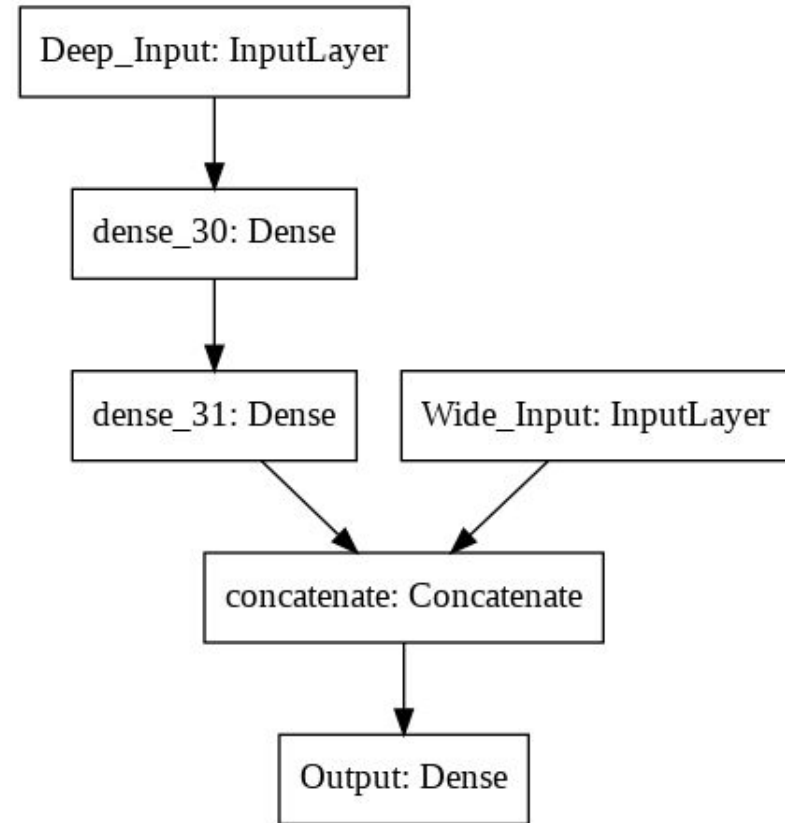 Deep_Input: InputLayer
dense_30: Dense
dense_31: Dense
Wide_Input: InputLayer
concatenate: Concatenate
Output: Dense